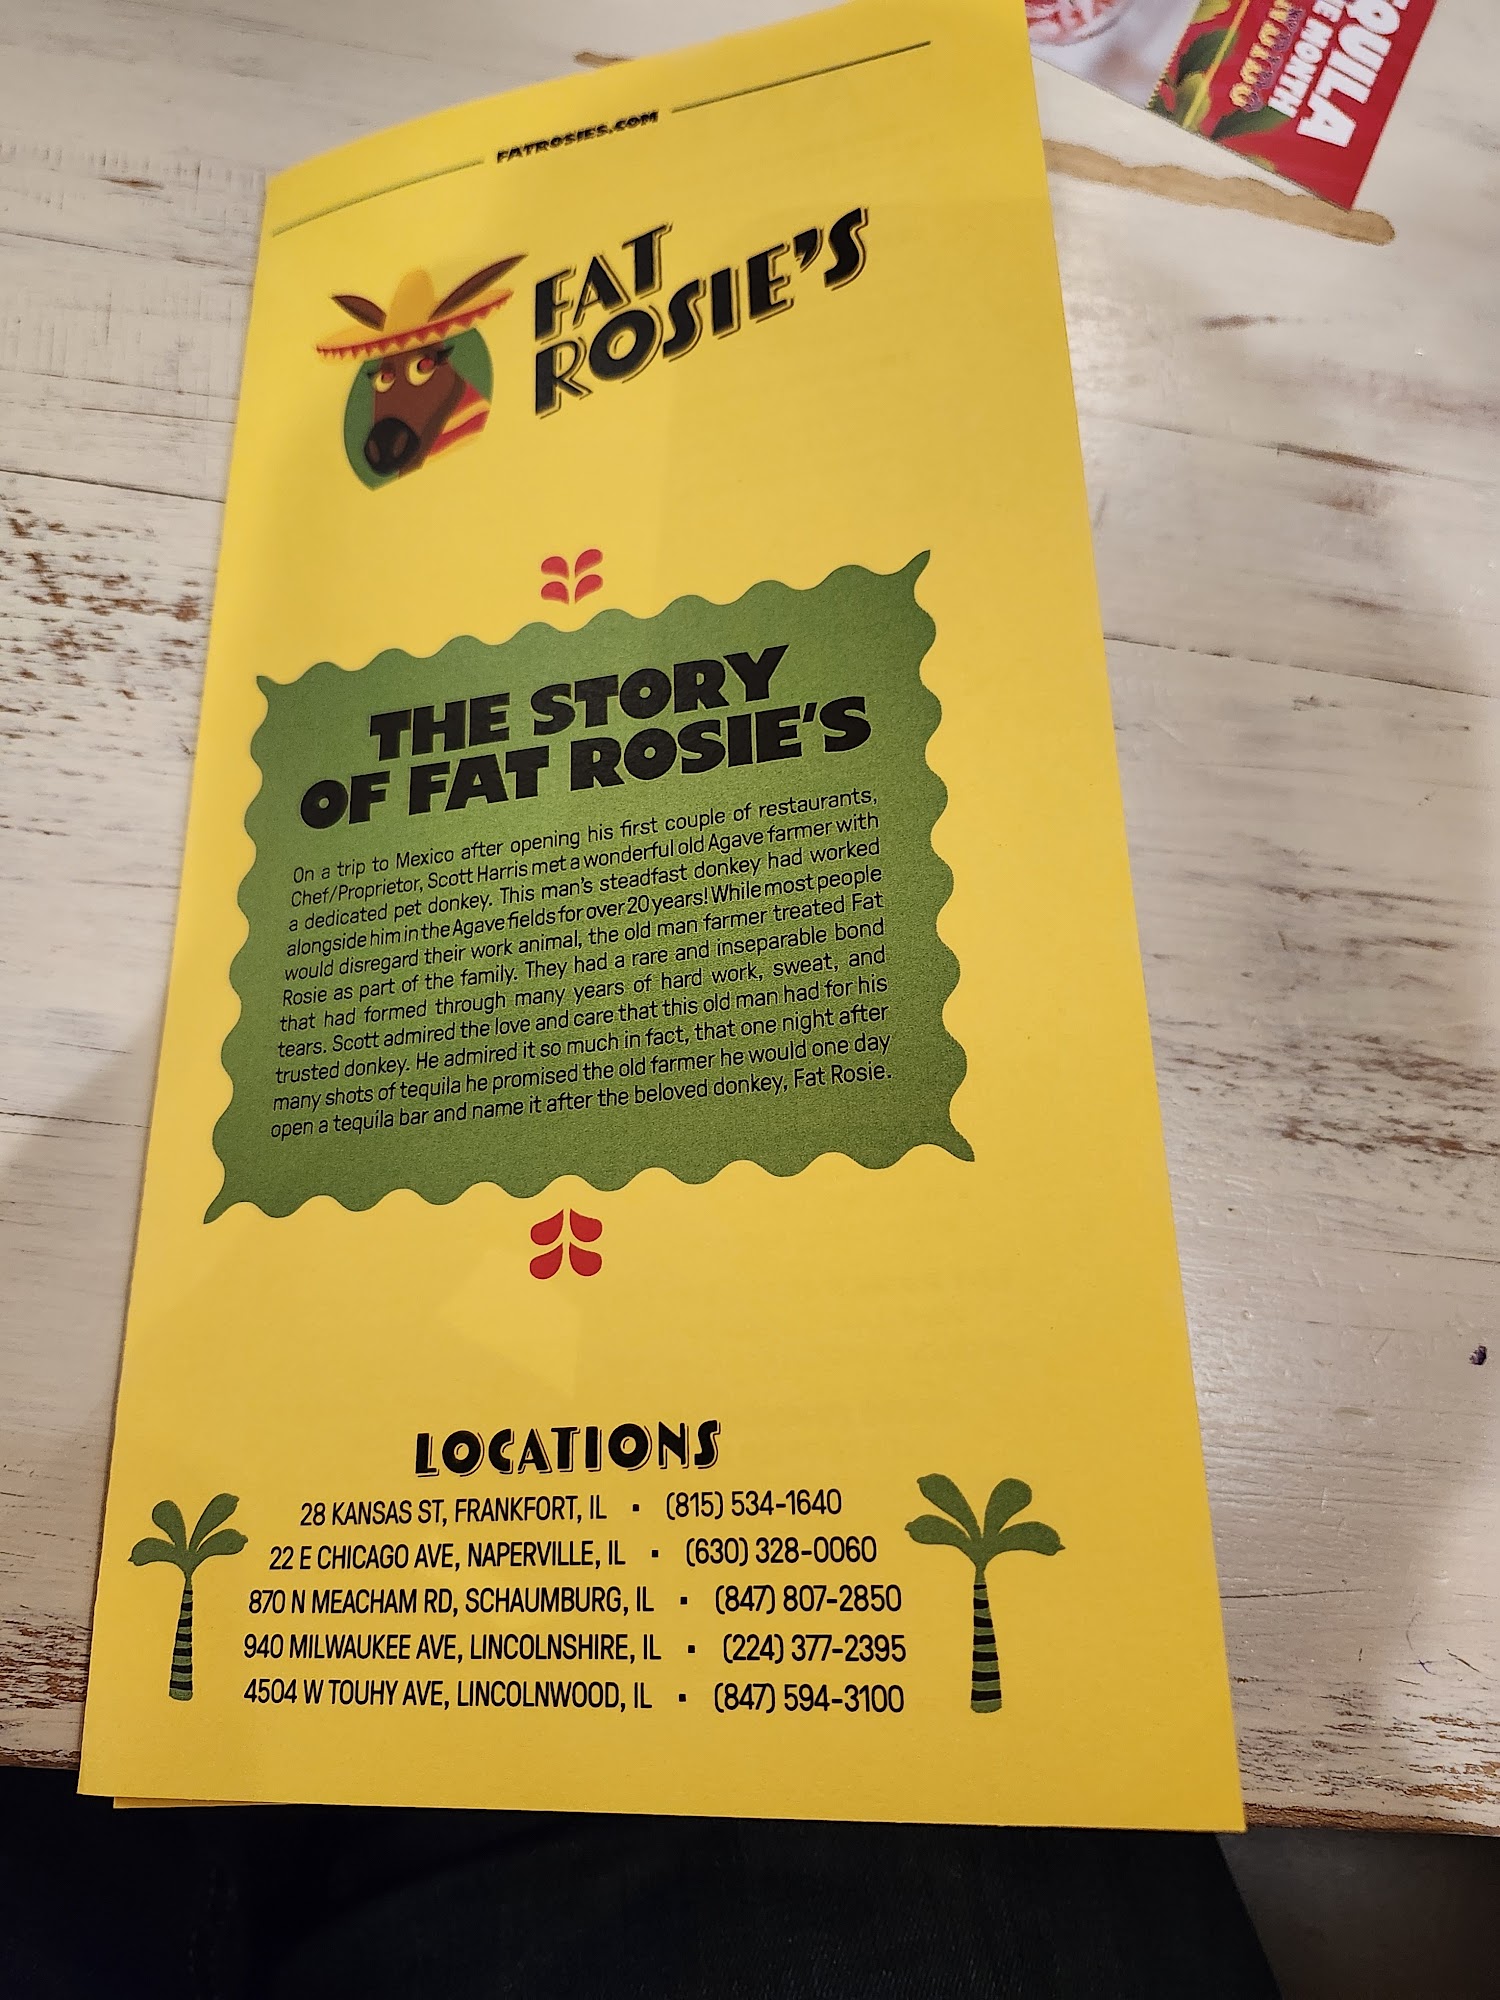 FATROSIES.COM
FAT
ROSIE'S
THE STORY
OF FAT ROSIE'S
On a trip to Mexico after opening his first couple of restaurants,
Chef/Proprietor, Scott Harris met a wonderful old Agave farmer with
a dedicated pet donkey. This man's steadfast donkey had worked
alongside him in the Agave fields for over 20 years! While most people
would disregard their work animal, the old man farmer treated Fat
Rosie as part of the family. They had a rare and inseparable bond
that had formed through many years of hard work, sweat, and
tears. Scott admired the love and care that this old man had for his
trusted donkey. He admired it so much in fact, that one night after
many shots of tequila he promised the old farmer he would one day
open a tequila bar and name it after the beloved donkey, Fat Rosie.
LOCATIONS
28 KANSAS ST, FRANKFORT, IL ▪ (815) 534-1640
22 E CHICAGO AVE, NAPERVILLE, IL ▪ (630) 328-0060
870 N MEACHAM RD, SCHAUMBURG, IL ▪ (847) 807-2850
940 MILWAUKEE AVE, LINCOLNSHIRE, IL ▪ (224) 377-2395
4504 W TOUHY AVE, LINCOLNWOOD, IL ▪ (847) 594-3100
EQUILA
E MONTH